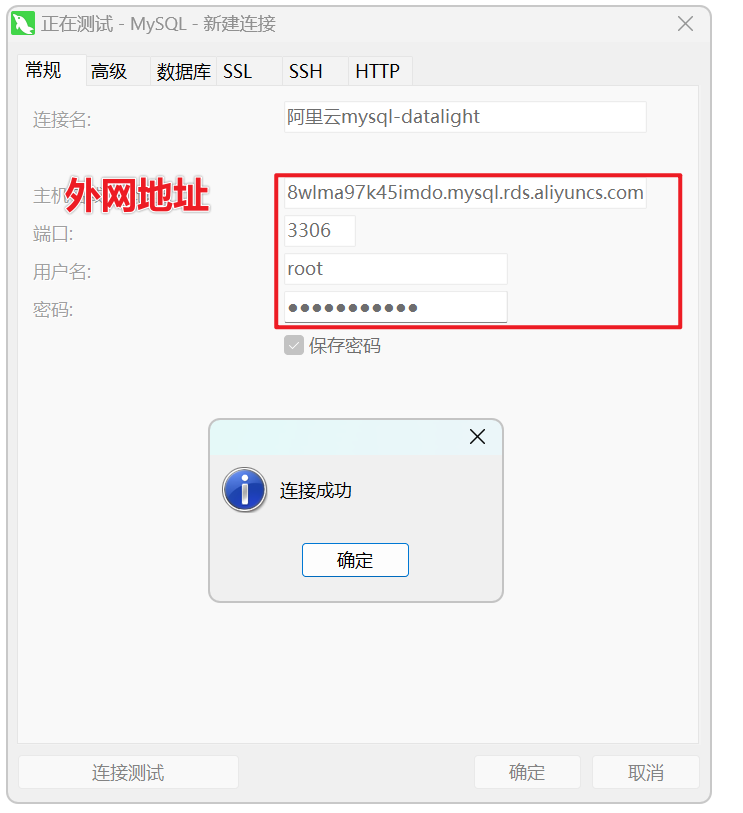 正在测试 - MySQL - 新建连接
常规 高级 数据库 SSL SSH HTTP
连接名: 阿里云mysql-datalight
主机 外网地址 8wlma97k45imdo.mysql.rds.aliyuncs.com
端口: 3306
用户名: root
密码: ●●●●●●●●●●●
保存密码
连接成功
确定
连接测试 确定 取消